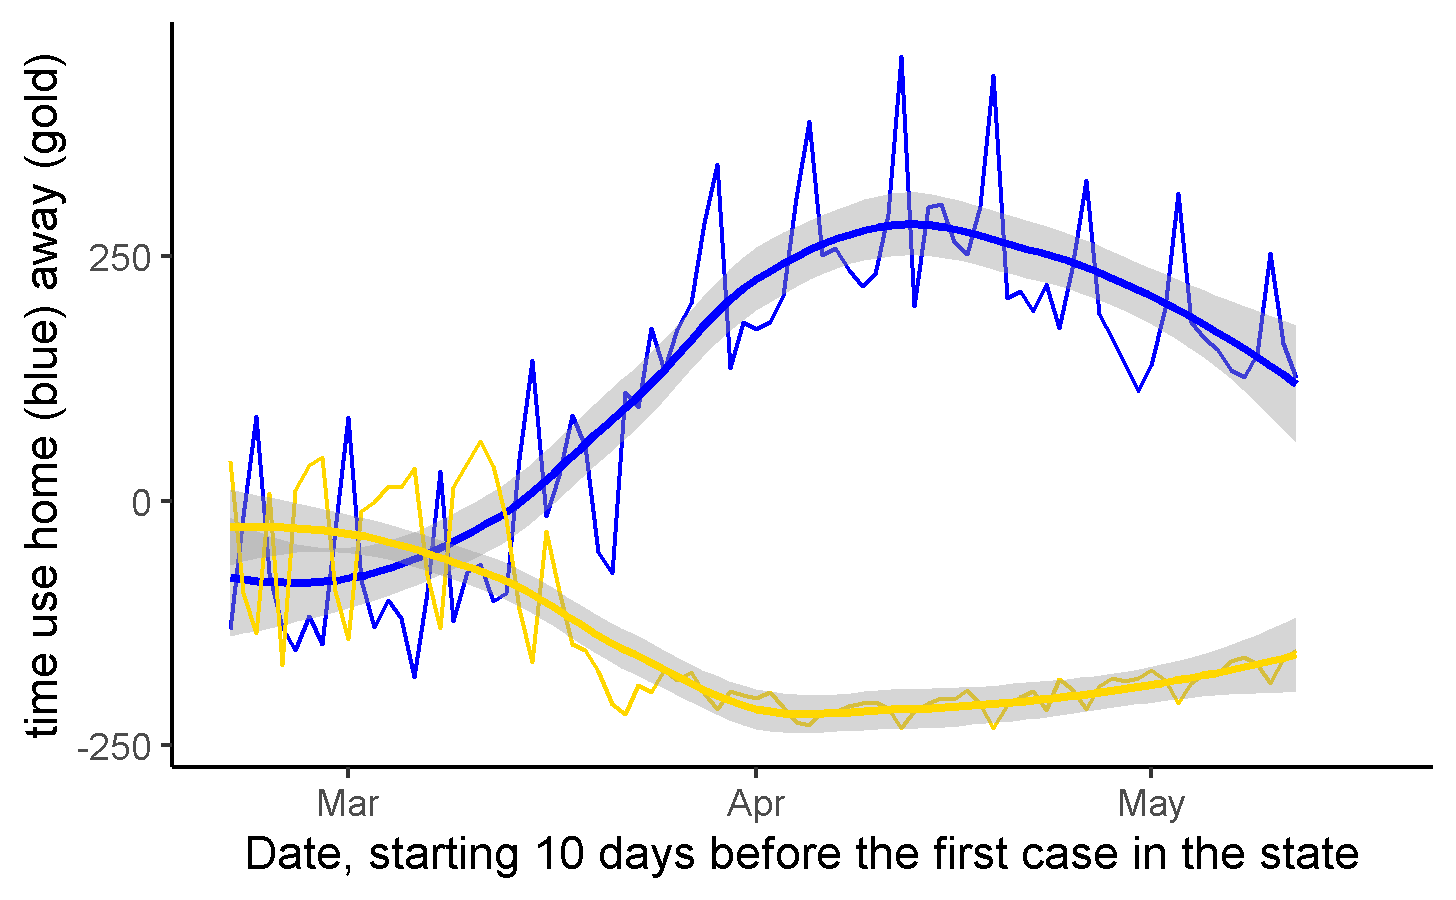 time use home (blue) away (gold)
250
0
-250
Mar Apr May
Date, starting 10 days before the first case in the state